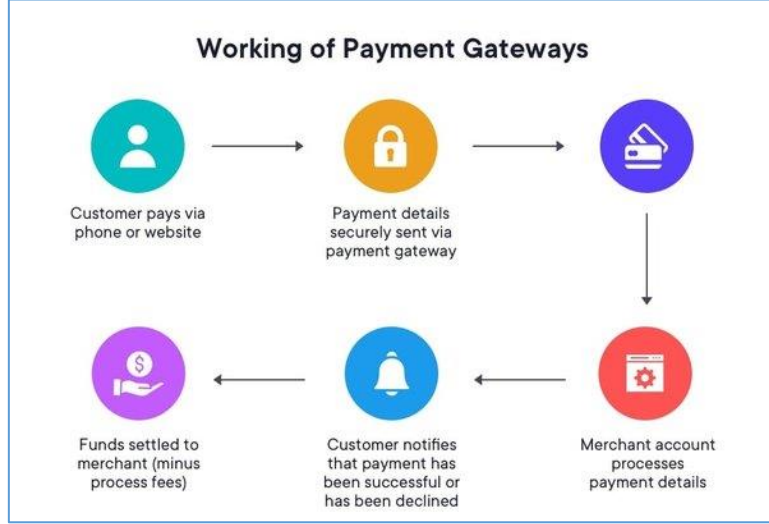 Working of Payment Gateways
Customer pays via
phone or website
Payment details
securely sent via
payment gateway
Merchant account
processes
payment details
Customer notifies
that payment has
been successful or
has been declined
Funds settled to
merchant (minus
process fees)